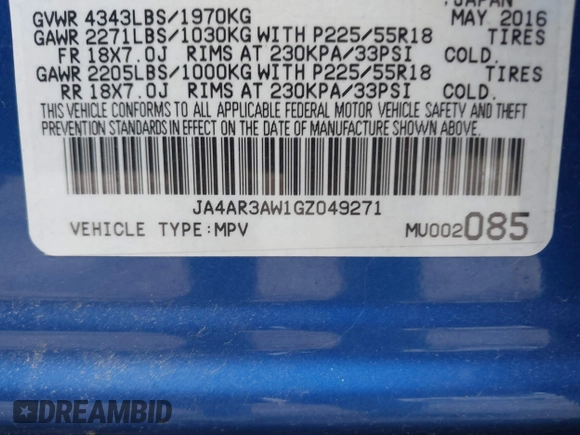 JAPAN
GVWR 4343LBS/1970KG MAY. 2016
GAWR 2271LBS/1030KG WITH P225/55R18 TIRES
FR 18X7.0J RIMS AT 230KPA/33PSI COLD.
GAWR 2205LBS/1000KG WITH P225/55R18 TIRES
RR 18X7.0J RIMS AT 230KPA/33PSI COLD.
THIS VEHICLE CONFORMS TO ALL APPLICABLE FEDERAL MOTOR VEHICLE SAFETY AND THEFT
PREVENTION STANDARDS IN EFFECT ON THE DATE OF MANUFACTURE SHOWN ABOVE.
JA4AR3AW1GZ049271
VEHICLE TYPE:MPV MU002085
DREAMBID